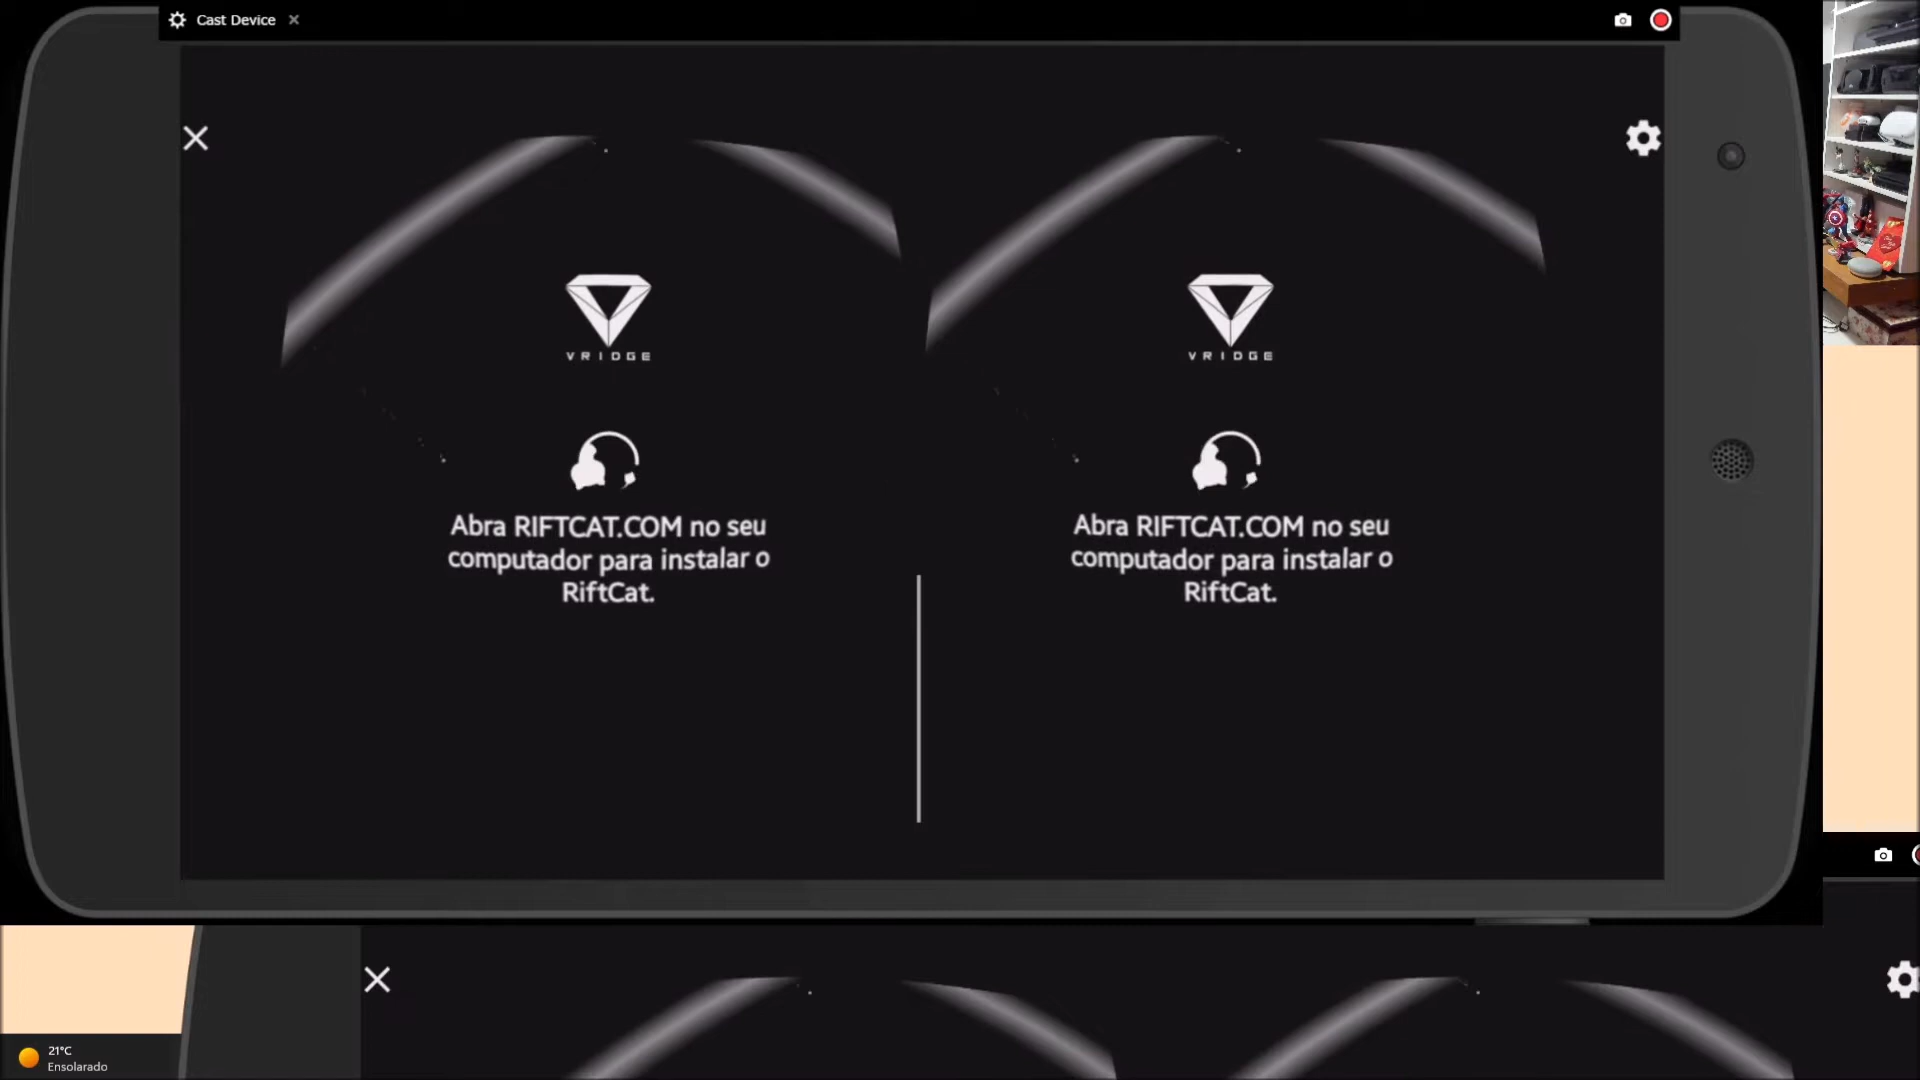 Cast Device
VRIDGE
VRIDGE
Abra RIFTCAT.COM no seu
computador para instalar o
RiftCat.
Abra RIFTCAT.COM no seu
computador para instalar o
RiftCat.
21°C
Ensolarado